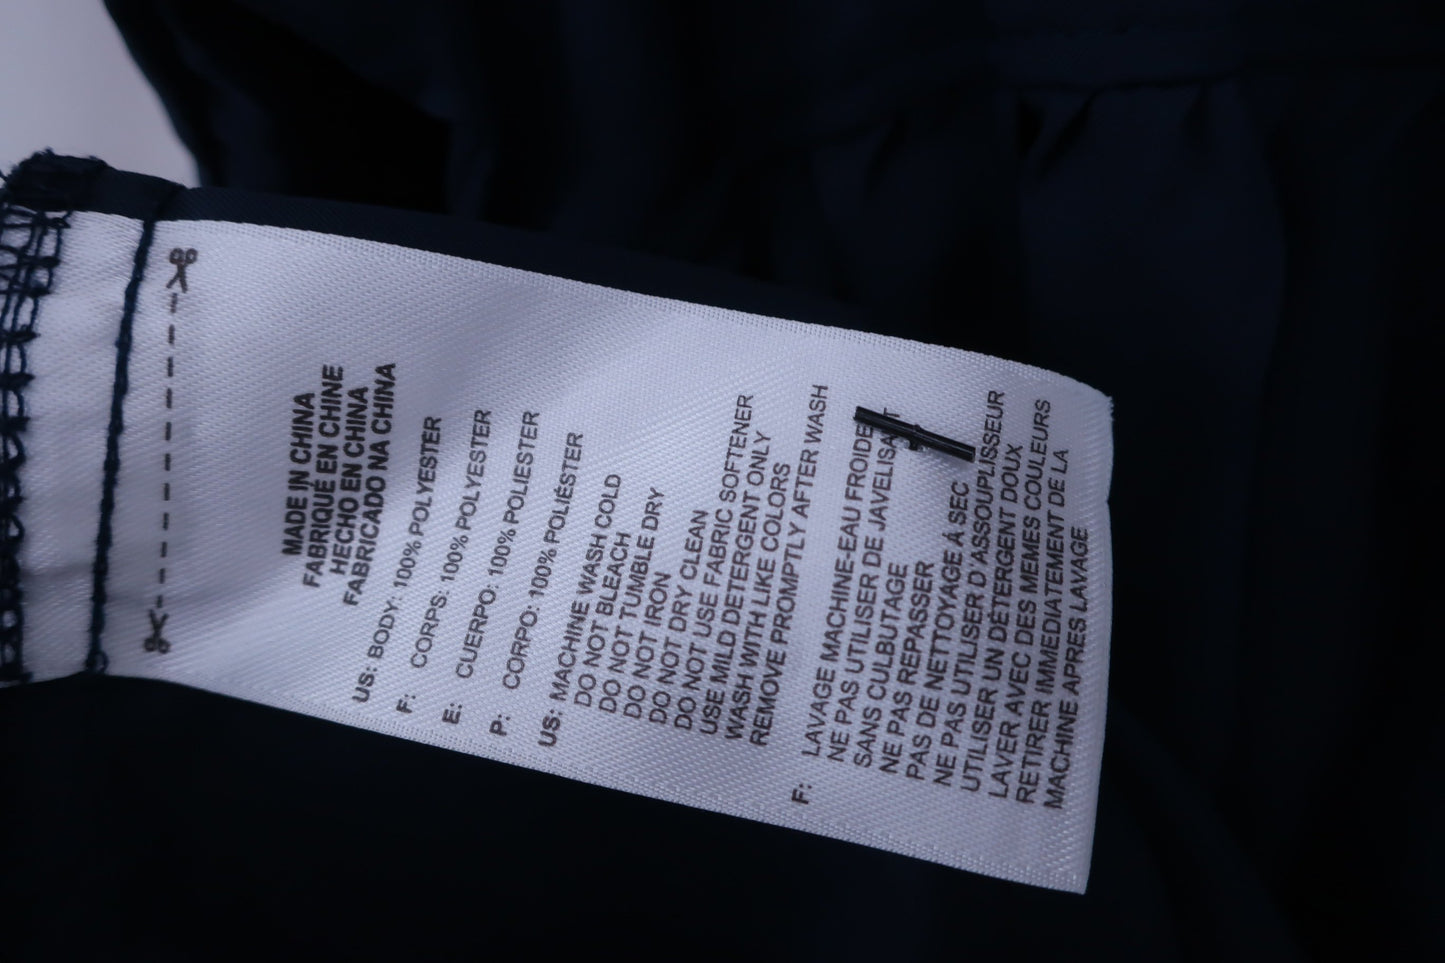 MADE IN CHINA
FABRIQUÉ EN CHINE
HECHO EN CHINA
FABRICADO NA CHINA
US: BODY: 100% POLYESTER
F: CORPS: 100% POLYESTER
E: CUERPO: 100% POLIESTER
P: CORPO: 100% POLIÉSTER
US: MACHINE WASH COLD
DO NOT BLEACH
DO NOT TUMBLE DRY
DO NOT IRON
DO NOT DRY CLEAN
DO NOT USE FABRIC SOFTENER
USE MILD DETERGENT ONLY
WASH WITH LIKE COLORS
REMOVE PROMPTLY AFTER WASH
F: LAVAGE MACHINE-EAU FROIDE
NE PAS UTILISER DE JAVELISANT
SANS CULBUTAGE
NE PAS REPASSER
PAS DE NETTOYAGE À SEC
NE PAS UTILISER D'ASSOUPLISSEUR
UTILISER UN DÉTERGENT DOUX
LAVER AVEC DES MEMES COULEURS
RETIRER IMMEDIATEMENT DE LA
MACHINE APRES LAVAGE